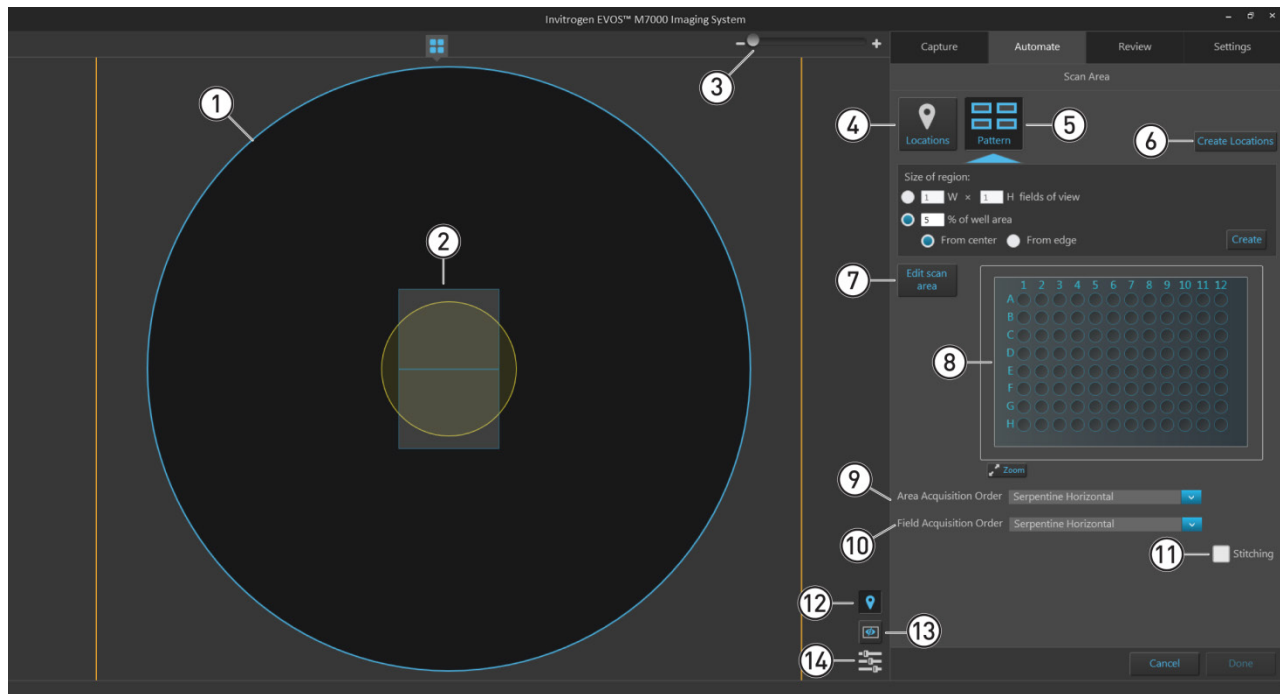 Invitrogen EVOS™ M7000 Imaging System
Capture Automate Review Settings
Scan Area
1
2
3
4
5
6
Locations
Pattern
Create Locations
Size of region:
1 W × 1 H fields of view
5 % of well area
From center From edge
Create
7
Edit scan
area
8
1 2 3 4 5 6 7 8 9 10 11 12
A
B
C
D
E
F
G
H
Zoom
9
Area Acquisition Order Serpentine Horizontal
10
Field Acquisition Order Serpentine Horizontal
11
Stitching
12
13
14
Cancel Done